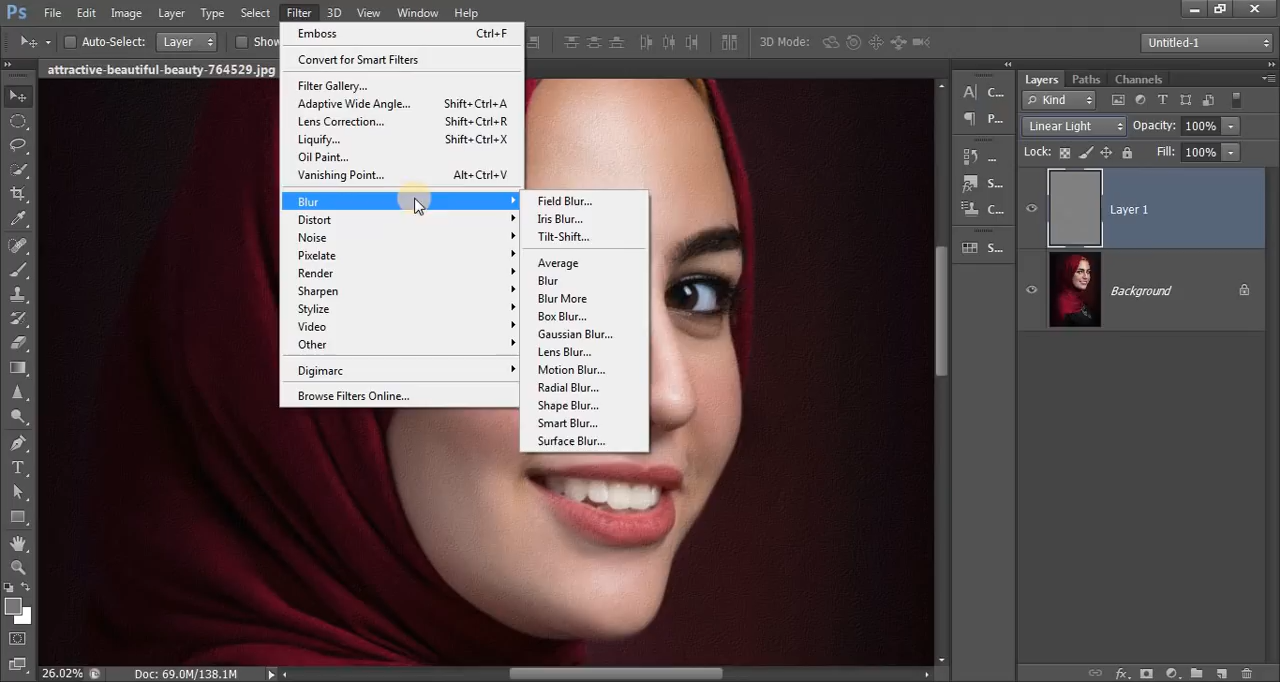 Ps File Edit Image Layer Type Select Filter 3D View Window Help
Auto-Select: Layer Show 3D Mode: Untitled-1
attractive-beautiful-beauty-764529.jpg
Emboss Ctrl+F
Convert for Smart Filters
Filter Gallery...
Adaptive Wide Angle... Shift+Ctrl+A
Lens Correction... Shift+Ctrl+R
Liquify... Shift+Ctrl+X
Oil Paint...
Vanishing Point... Alt+Ctrl+V
Blur
Distort
Noise
Pixelate
Render
Sharpen
Stylize
Video
Other
Digimarc
Browse Filters Online...
Field Blur...
Iris Blur...
Tilt-Shift...
Average
Blur
Blur More
Box Blur...
Gaussian Blur...
Lens Blur...
Motion Blur...
Radial Blur...
Shape Blur...
Smart Blur...
Surface Blur...
A C...
P...
...
S...
C...
S...
Layers Paths Channels
Kind
Linear Light Opacity: 100%
Lock: Fill: 100%
Layer 1
Background
26.02% Doc: 69.0M/138.1M